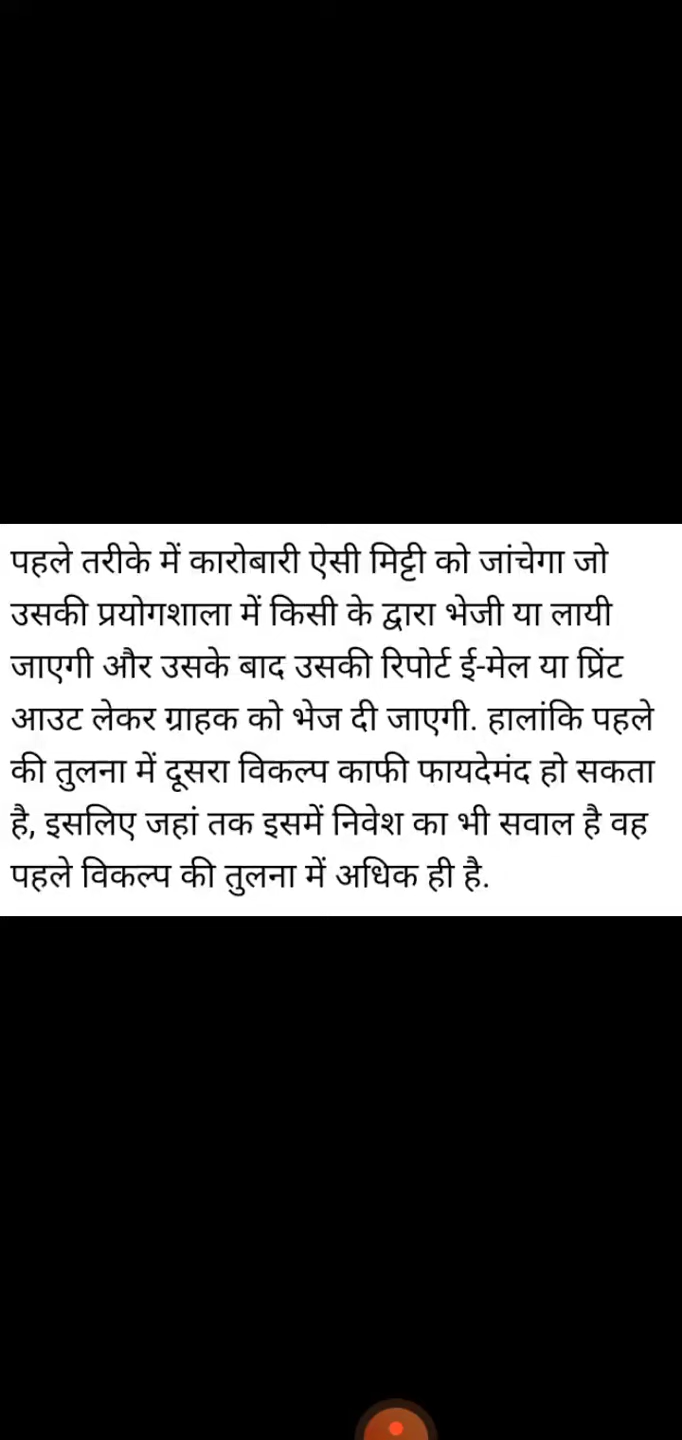 पहले तरीके में कारोबारी ऐसी मिट्टी को जांचेगा जो
उसकी प्रयोगशाला में किसी के द्वारा भेजी या लायी
जाएगी और उसके बाद उसकी रिपोर्ट ई-मेल या प्रिंट
आउट लेकर ग्राहक को भेज दी जाएगी. हालांकि पहले
की तुलना में दूसरा विकल्प काफी फायदेमंद हो सकता
है, इसलिए जहां तक इसमें निवेश का भी सवाल है वह
पहले विकल्प की तुलना में अधिक ही है.